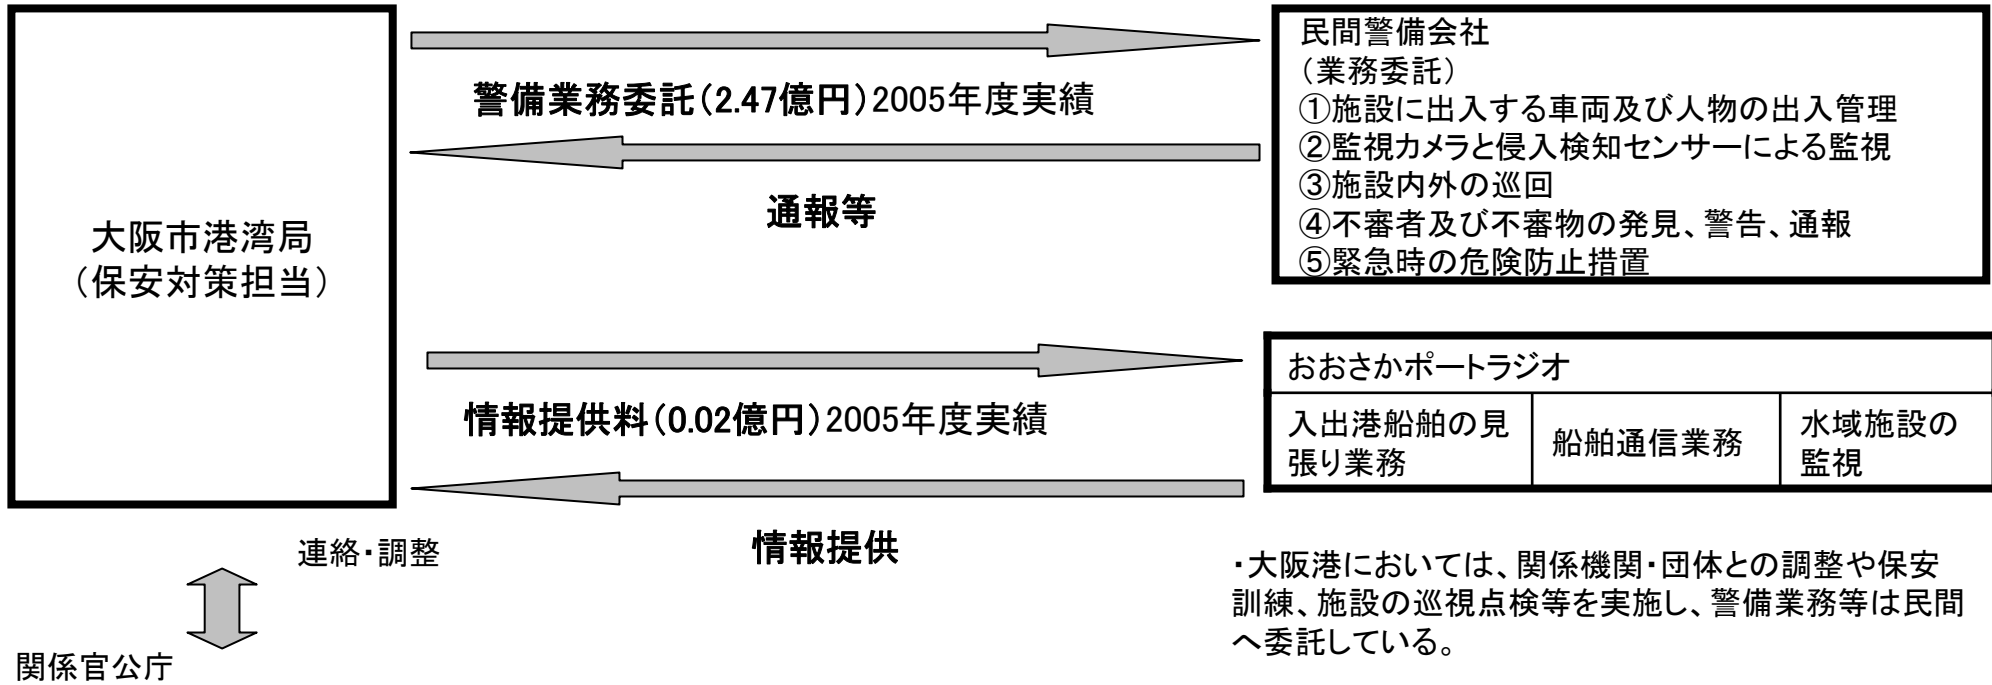 大阪市港湾局
（保安対策担当）
警備業務委託（2.47億円）2005年度実績
通報等
民間警備会社
（業務委託）
①施設に出入する車両及び人物の出入管理
②監視カメラと侵入検知センサーによる監視
③施設内外の巡回
④不審者及び不審物の発見、警告、通報
⑤緊急時の危険防止措置
情報提供料（0.02億円）2005年度実績
情報提供
おおさかポートラジオ
入出港船舶の見
張り業務
船舶通信業務
水域施設の
監視
連絡・調整
関係官公庁
・大阪港においては、関係機関・団体との調整や保安
訓練、施設の巡視点検等を実施し、警備業務等は民間
へ委託している。